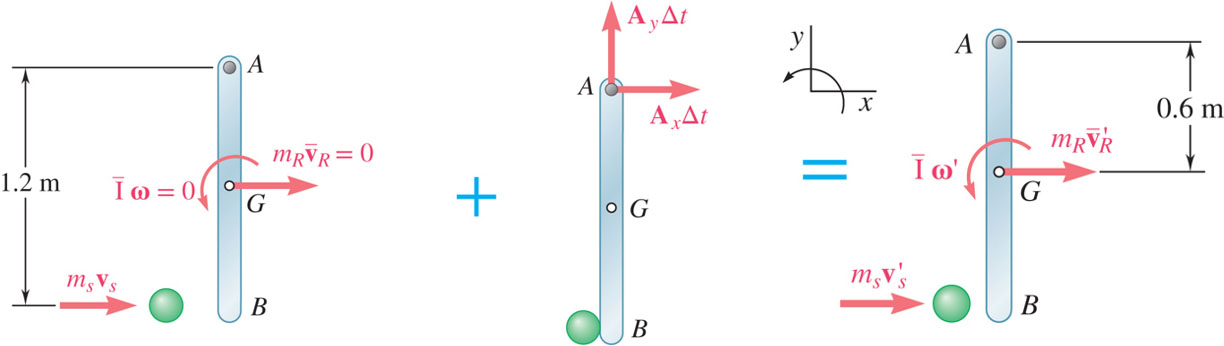 A
1.2 m
m_R v̄_R = 0
Ī ω = 0
G
m_s v_s
B
+
A_y Δt
A
A_x Δt
G
B
y
x
=
A
0.6 m
m_R v̄'_R
Ī ω'
G
m_s v'_s
B